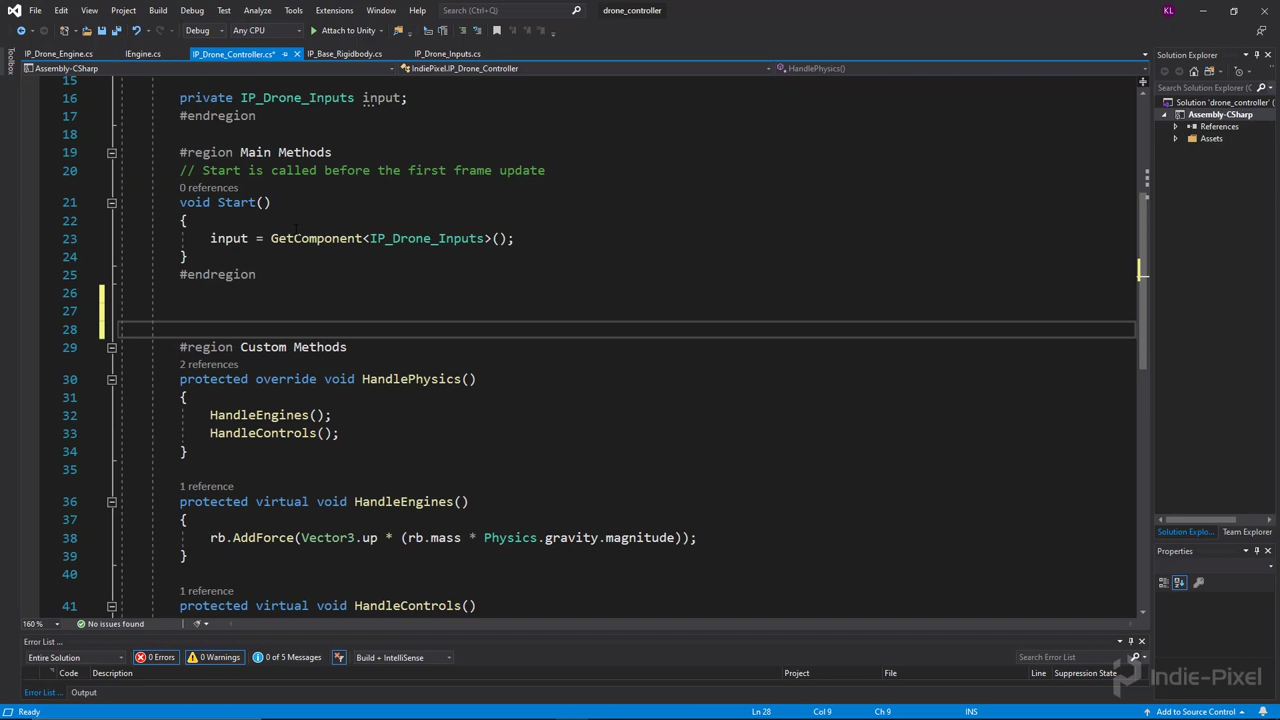 File Edit View Project Build Debug Test Analyze Tools Extensions Window Help Search (Ctrl+Q) drone_controller KL
Debug Any CPU Attach to Unity
Toolbox
IP_Drone_Engine.cs IEngine.cs IP_Drone_Controller.cs* IP_Base_Rigidbody.cs IP_Drone_Inputs.cs
Assembly-CSharp IndiePixel.IP_Drone_Controller HandlePhysics()
15
16 private IP_Drone_Inputs input;
17 #endregion
18
19 #region Main Methods
20 // Start is called before the first frame update
0 references
21 void Start()
22 {
23 input = GetComponent<IP_Drone_Inputs>();
24 }
25 #endregion
26
27
28
29 #region Custom Methods
2 references
30 protected override void HandlePhysics()
31 {
32 HandleEngines();
33 HandleControls();
34 }
35
1 reference
36 protected virtual void HandleEngines()
37 {
38 rb.AddForce(Vector3.up * (rb.mass * Physics.gravity.magnitude));
39 }
40
1 reference
41 protected virtual void HandleControls()
160 % No issues found
Solution Explorer
Search Solution Explorer
Solution 'drone_controller' (
Assembly-CSharp
References
Assets
Solution Explo... Team Explorer
Properties
Error List ...
Entire Solution 0 Errors 0 Warnings 0 of 5 Messages Build + IntelliSense Search Error List
Code Description Project File Line Suppression State
Error List ... Output
Indie-Pixel
Ready Ln 28 Col 9 Ch 9 INS Add to Source Control